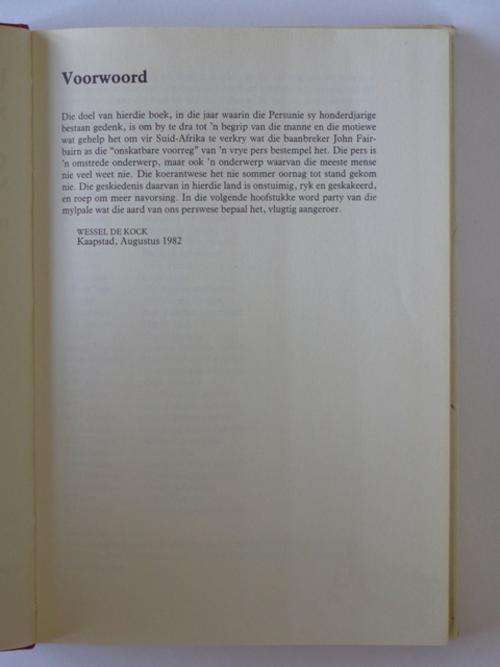 Voorwoord
Die doel van hierdie boek, in die jaar waarin die Persunie sy honderdjarige
bestaan gedenk, is om by te dra tot 'n begrip van die manne en die motiewe
wat gehelp het om vir Suid-Afrika te verkry wat die baanbreker John Fair-
bairn as die "onskatbare voorreg" van 'n vrye pers bestempel het. Die pers is
'n omstrede onderwerp, maar ook 'n onderwerp waarvan die meeste mense
nie veel weet nie. Die koerantwese het nie sommer oornag tot stand gekom
nie. Die geskiedenis daarvan in hierdie land is onstuimig, ryk en geskakeerd,
en roep om meer navorsing. In die volgende hoofstukke word party van die
mylpale wat die aard van ons perswese bepaal het, vlugtig aangeroer.
WESSEL DE KOCK
Kaapstad, Augustus 1982